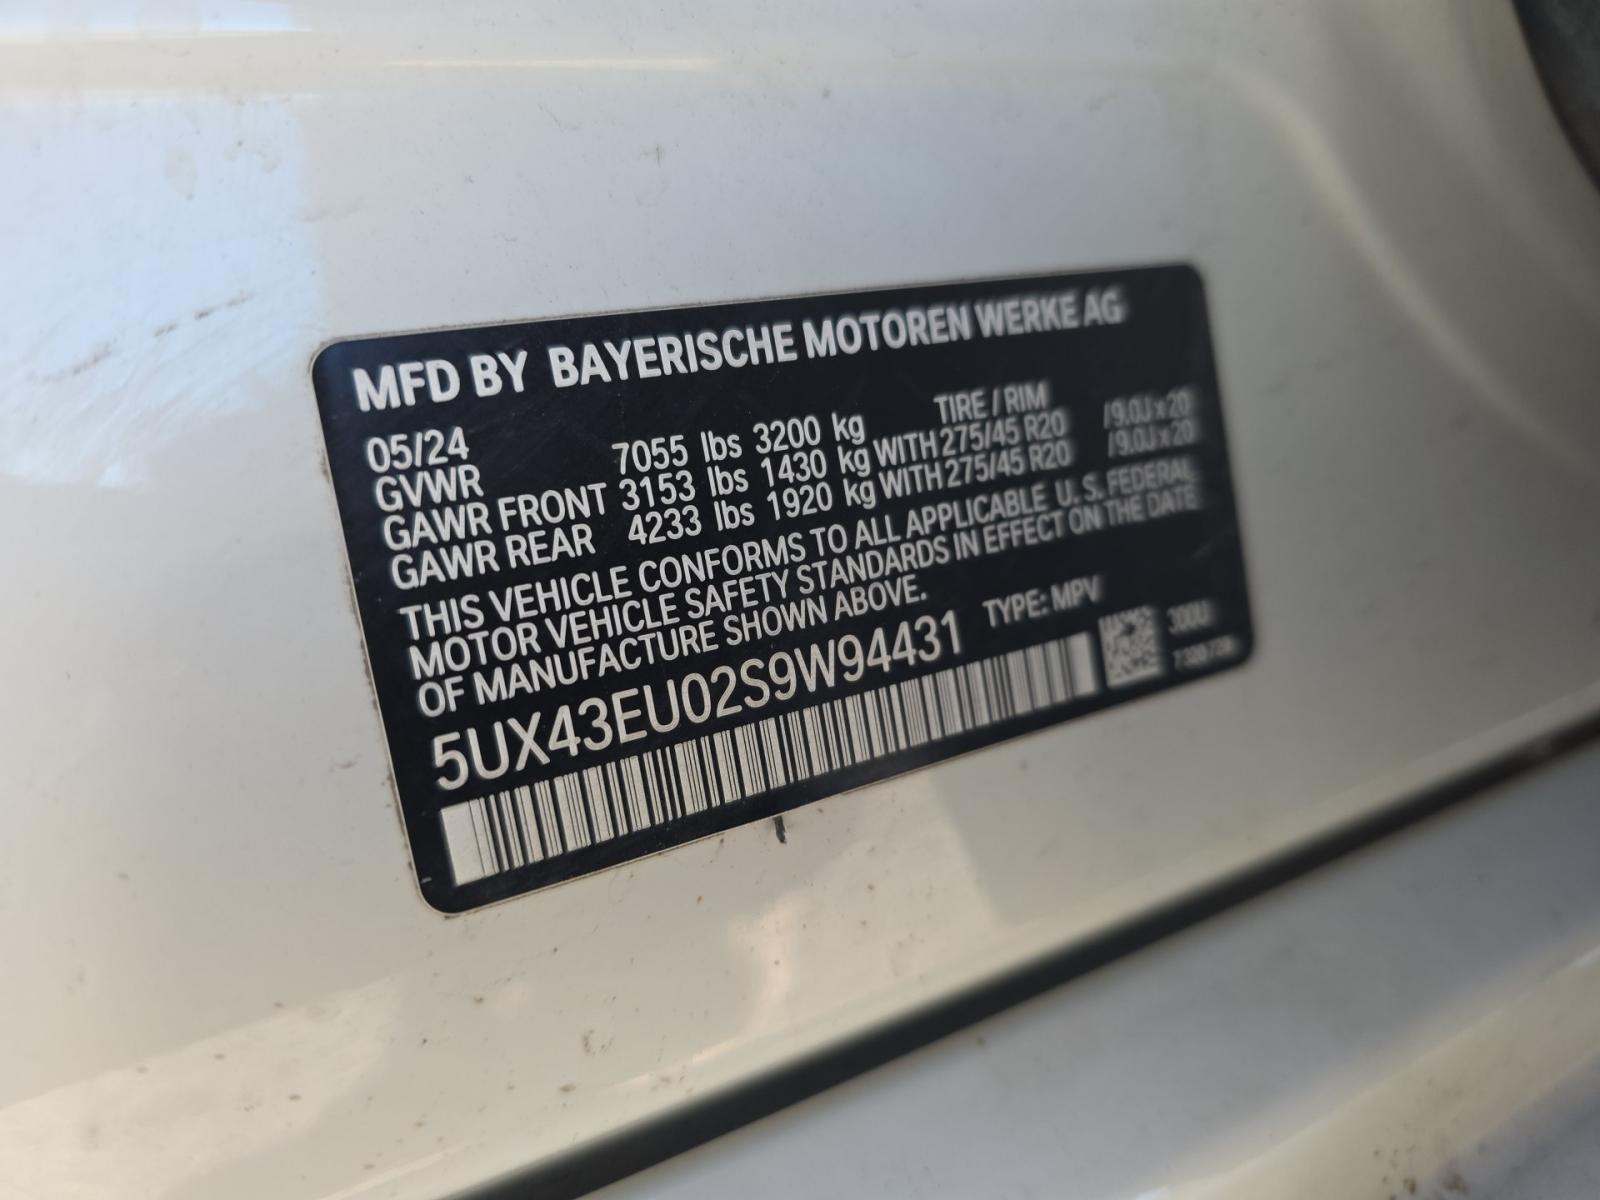 MFD BY BAYERISCHE MOTOREN WERKE AG
05/24 TIRE / RIM
GVWR 7055 lbs 3200 kg
GAWR FRONT 3153 lbs 1430 kg WITH 275/45 R20 /9.0J x 20
GAWR REAR 4233 lbs 1920 kg WITH 275/45 R20 /9.0J x 20
THIS VEHICLE CONFORMS TO ALL APPLICABLE U. S. FEDERAL
MOTOR VEHICLE SAFETY STANDARDS IN EFFECT ON THE DATE
OF MANUFACTURE SHOWN ABOVE.
5UX43EU02S9W94431 TYPE: MPV